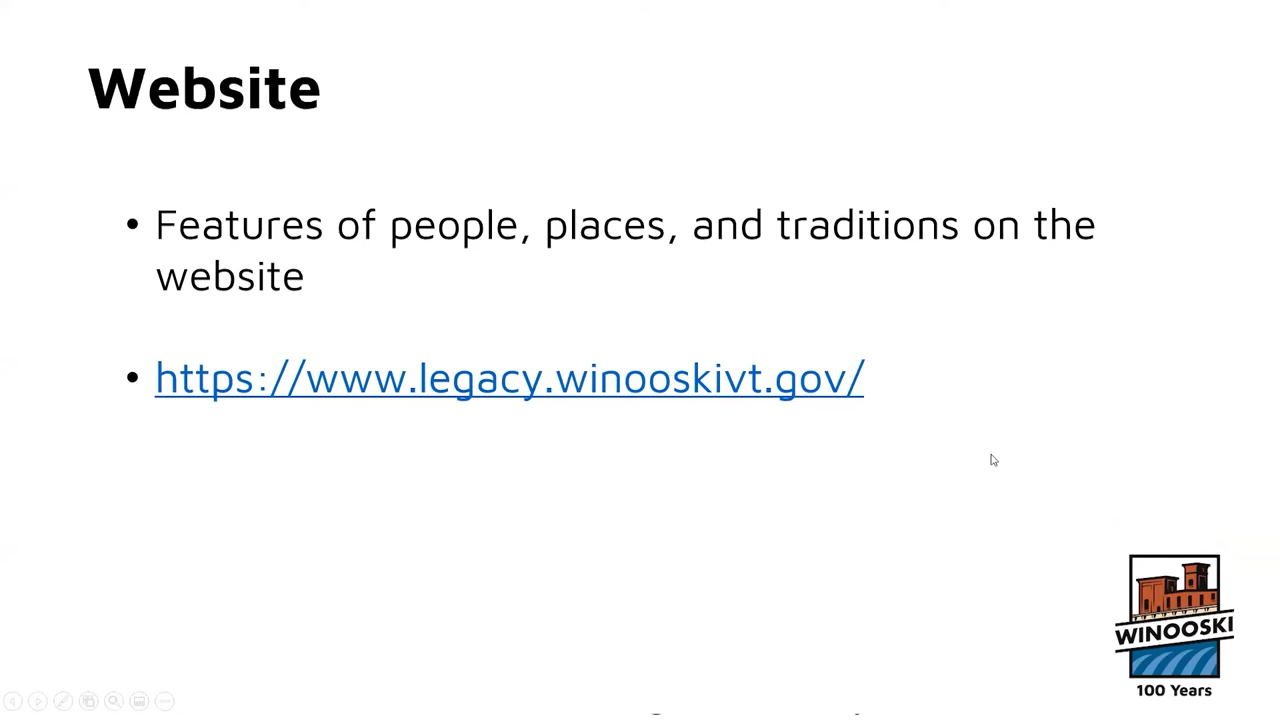 Website
• Features of people, places, and traditions on the
website
• https://www.legacy.winooskivt.gov/
WINOOSKI
100 Years